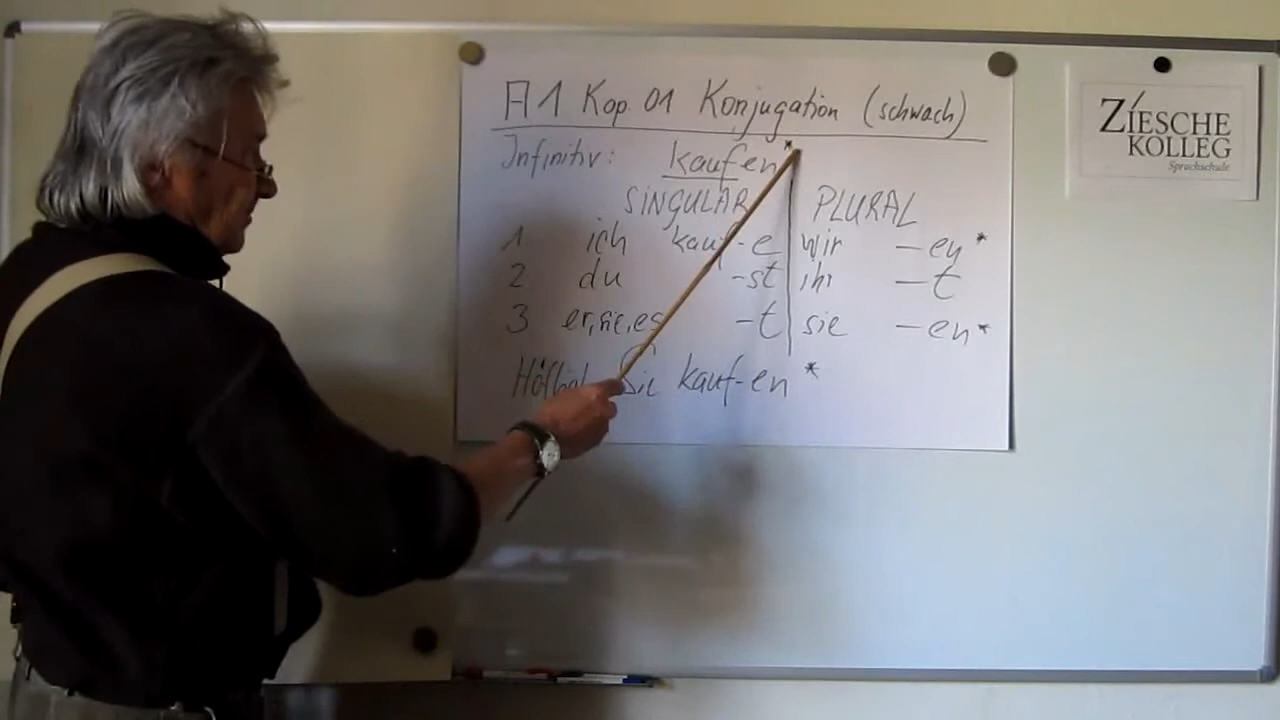 A1 Kap 01 Konjugation (schwach)
Infinitiv: kaufen*
SINGULAR PLURAL
1 ich kauf-e wir -en*
2 du -st ihr -t
3 er,sie,es -t sie -en*
Höflich Sie kauf-en*
ZIESCHE
KOLLEG
Sprachschule